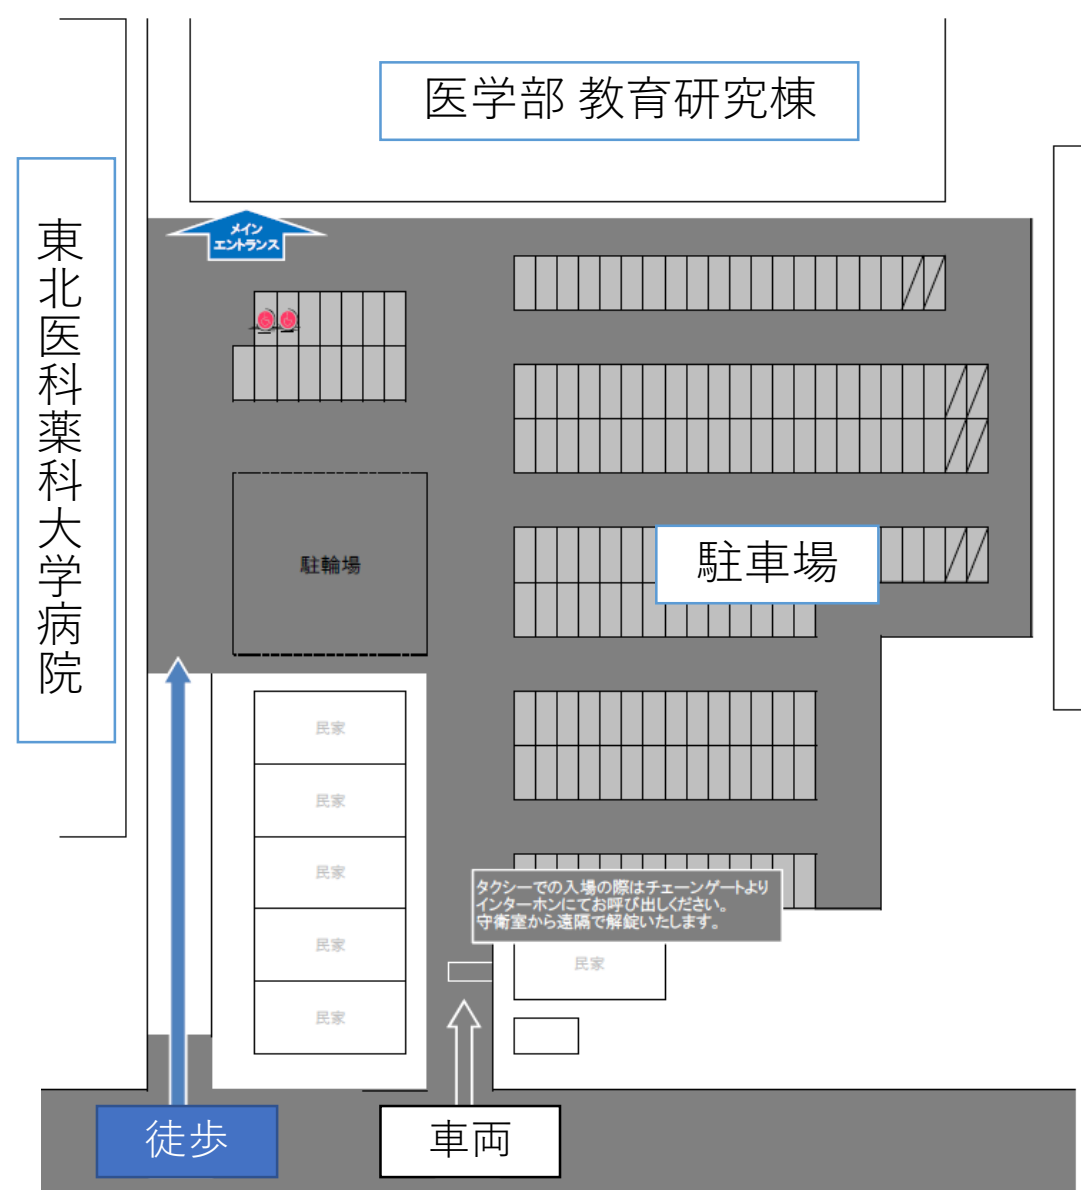 医学部 教育研究棟
東北医科薬科大学病院
メイン
エントランス
駐輪場
駐車場
民家
民家
民家
民家
民家
タクシーでの入場の際はチェーンゲートより
インターホンにてお呼び出しください。
守衛室から遠隔で解錠いたします。
民家
徒歩
車両